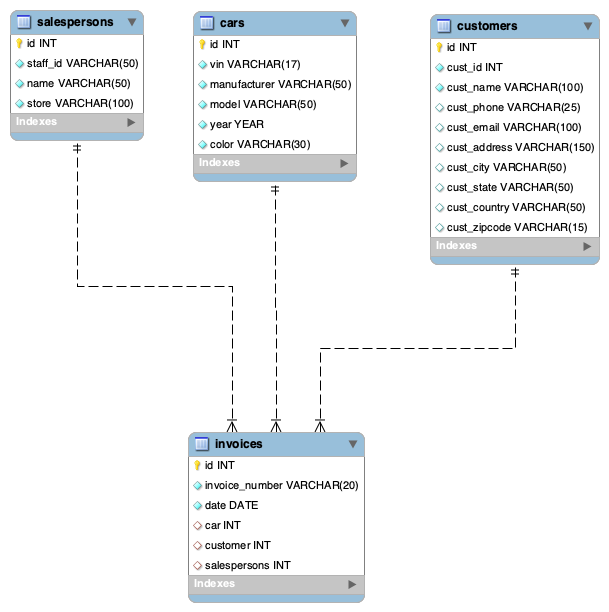 salespersons
id INT
staff_id VARCHAR(50)
name VARCHAR(50)
store VARCHAR(100)
Indexes
cars
id INT
vin VARCHAR(17)
manufacturer VARCHAR(50)
model VARCHAR(50)
year YEAR
color VARCHAR(30)
Indexes
customers
id INT
cust_id INT
cust_name VARCHAR(100)
cust_phone VARCHAR(25)
cust_email VARCHAR(100)
cust_address VARCHAR(150)
cust_city VARCHAR(50)
cust_state VARCHAR(50)
cust_country VARCHAR(50)
cust_zipcode VARCHAR(15)
Indexes
invoices
id INT
invoice_number VARCHAR(20)
date DATE
car INT
customer INT
salespersons INT
Indexes